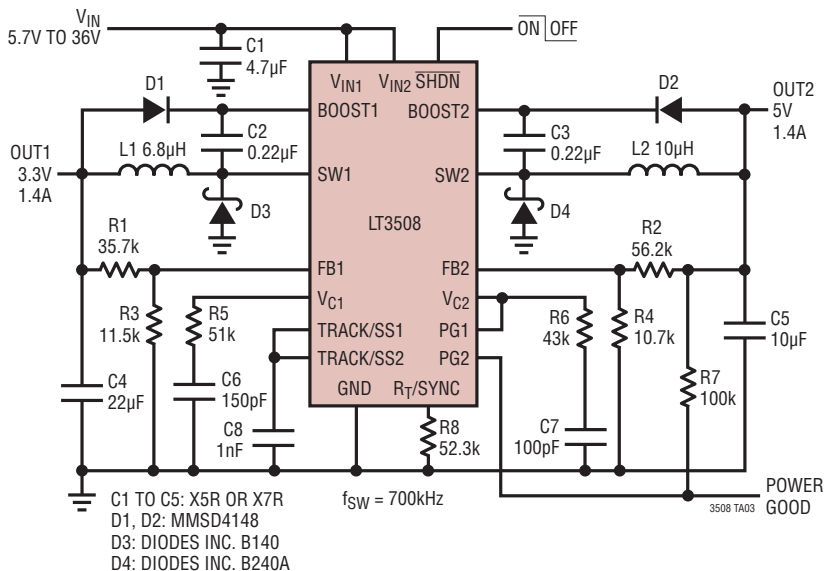 VIN
5.7V TO 36V
C1
4.7µF
ON OFF
VIN1
VIN2
SHDN
D1
D2
BOOST1
BOOST2
OUT2
5V
1.4A
C2
0.22µF
C3
0.22µF
OUT1
3.3V
1.4A
L1 6.8µH
L2 10µH
SW1
SW2
D3
D4
LT3508
R1
35.7k
R2
56.2k
FB1
FB2
VC1
VC2
R3
11.5k
R5
51k
TRACK/SS1
PG1
R6
43k
R4
10.7k
C5
10µF
TRACK/SS2
PG2
C4
22µF
C6
150pF
GND
RT/SYNC
R7
100k
C8
1nF
R8
52.3k
C7
100pF
C1 TO C5: X5R OR X7R
D1, D2: MMSD4148
D3: DIODES INC. B140
D4: DIODES INC. B240A
fSW = 700kHz
POWER
GOOD
3508 TA03